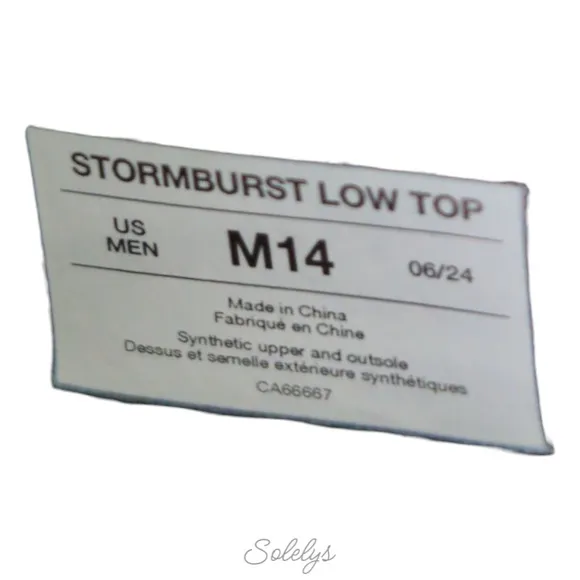 STORMBURST LOW TOP
US
MEN
M14
06/24
Made in China
Fabriqué en Chine
Synthetic upper and outsole
Dessus et semelle extérieure synthétiques
CA66667
Solelys